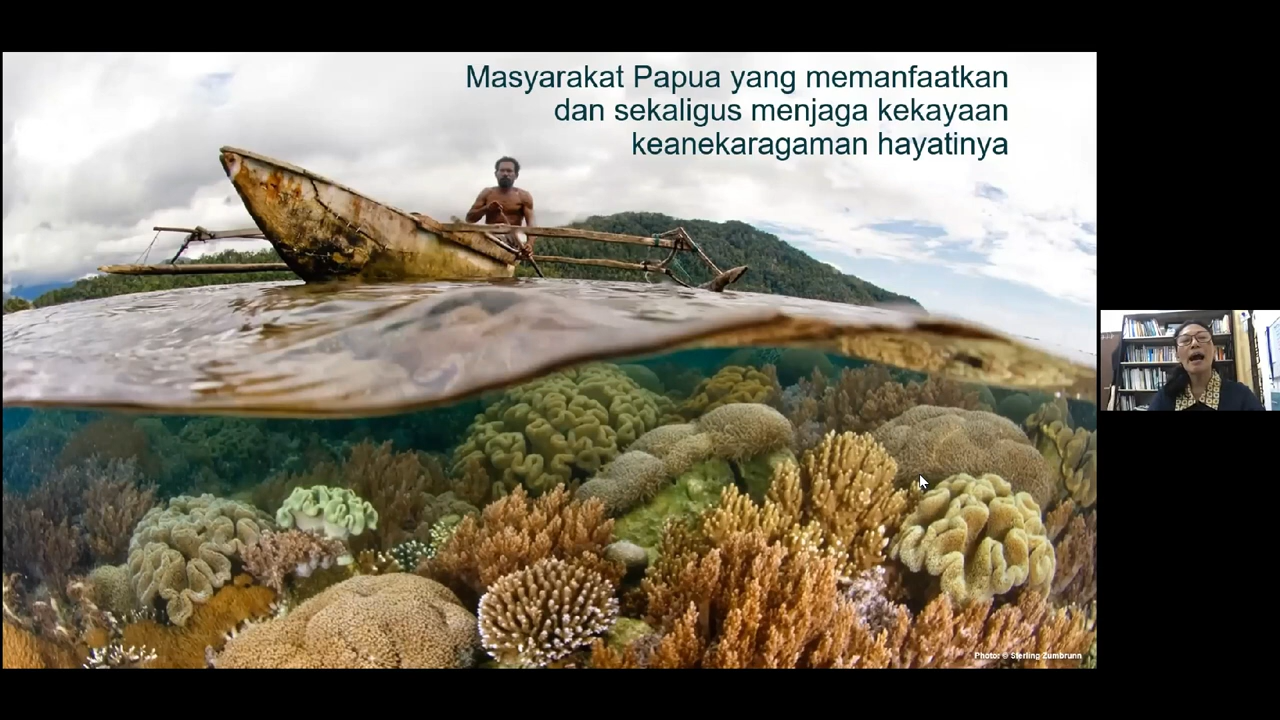 Masyarakat Papua yang memanfaatkan
dan sekaligus menjaga kekayaan
keanekaragaman hayatinya
Photo: © Sterling Zumbrunn